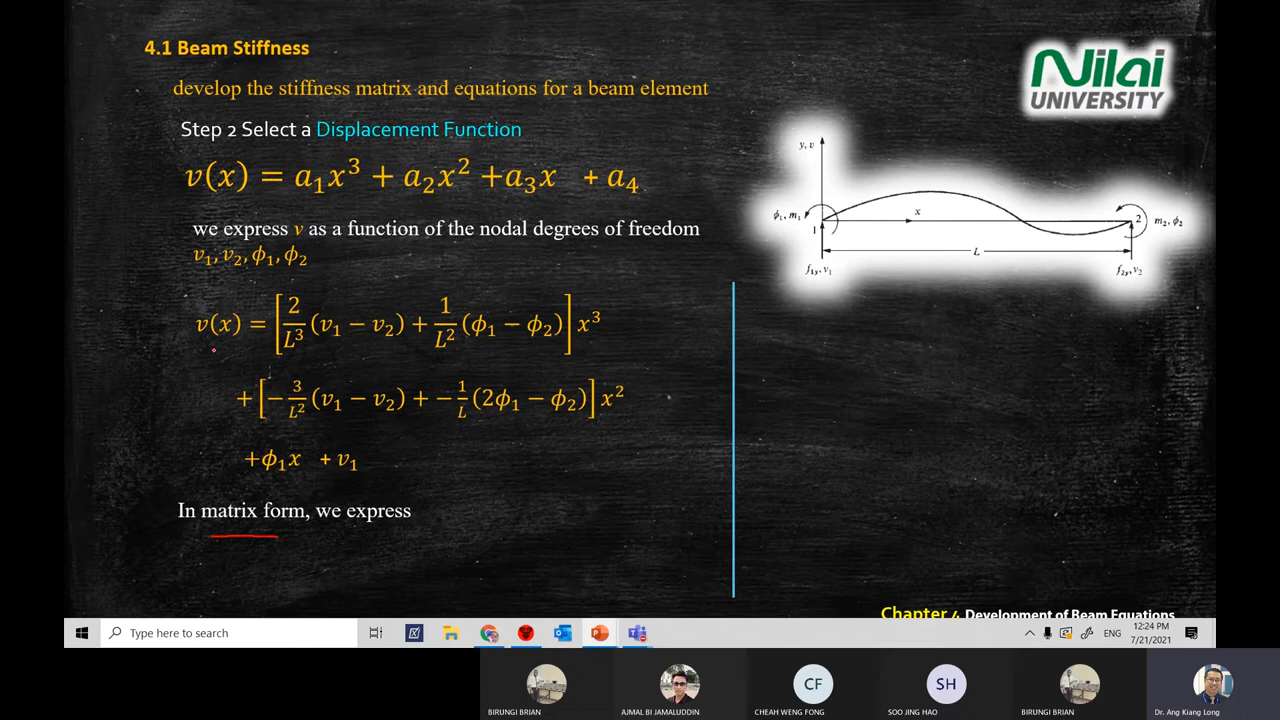 4.1 Beam Stiffness
develop the stiffness matrix and equations for a beam element
Step 2 Select a Displacement Function
v(x) = a₁x³ + a₂x² +a₃x + a₄
we express v as a function of the nodal degrees of freedom
v₁, v₂, ϕ₁, ϕ₂
v(x) = [2/L³ (v₁ − v₂) + 1/L² (ϕ₁ − ϕ₂)] x³
+ [− 3/L² (v₁ − v₂) + − 1/L (2ϕ₁ − ϕ₂)] x²
+ϕ₁x + v₁
In matrix form, we express
Nilai
UNIVERSITY
y, v
ϕ₁, m₁
x
1
2
m₂, ϕ₂
L
f₁y, v₁
f₂y, v₂
Chapter 4 Development of Beam Equations
Type here to search
ENG
12:24 PM
7/21/2021
CF
SH
BIRUNGI BRIAN
AJMAL BI JAMALUDDIN
CHEAH WENG FONG
SOO JING HAO
BIRUNGI BRIAN
Dr. Ang Kiang Long